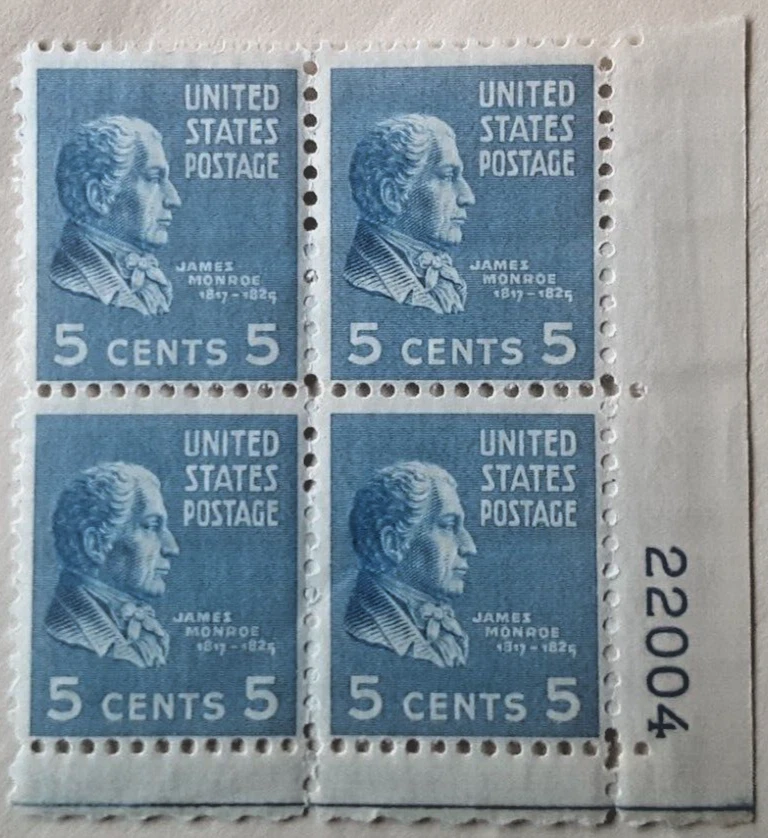 UNITED
STATES
POSTAGE
JAMES
MONROE
1817-1825
5 CENTS 5
UNITED
STATES
POSTAGE
JAMES
MONROE
1817-1825
5 CENTS 5
UNITED
STATES
POSTAGE
JAMES
MONROE
1817-1825
5 CENTS 5
UNITED
STATES
POSTAGE
JAMES
MONROE
1817-1825
5 CENTS 5
22004